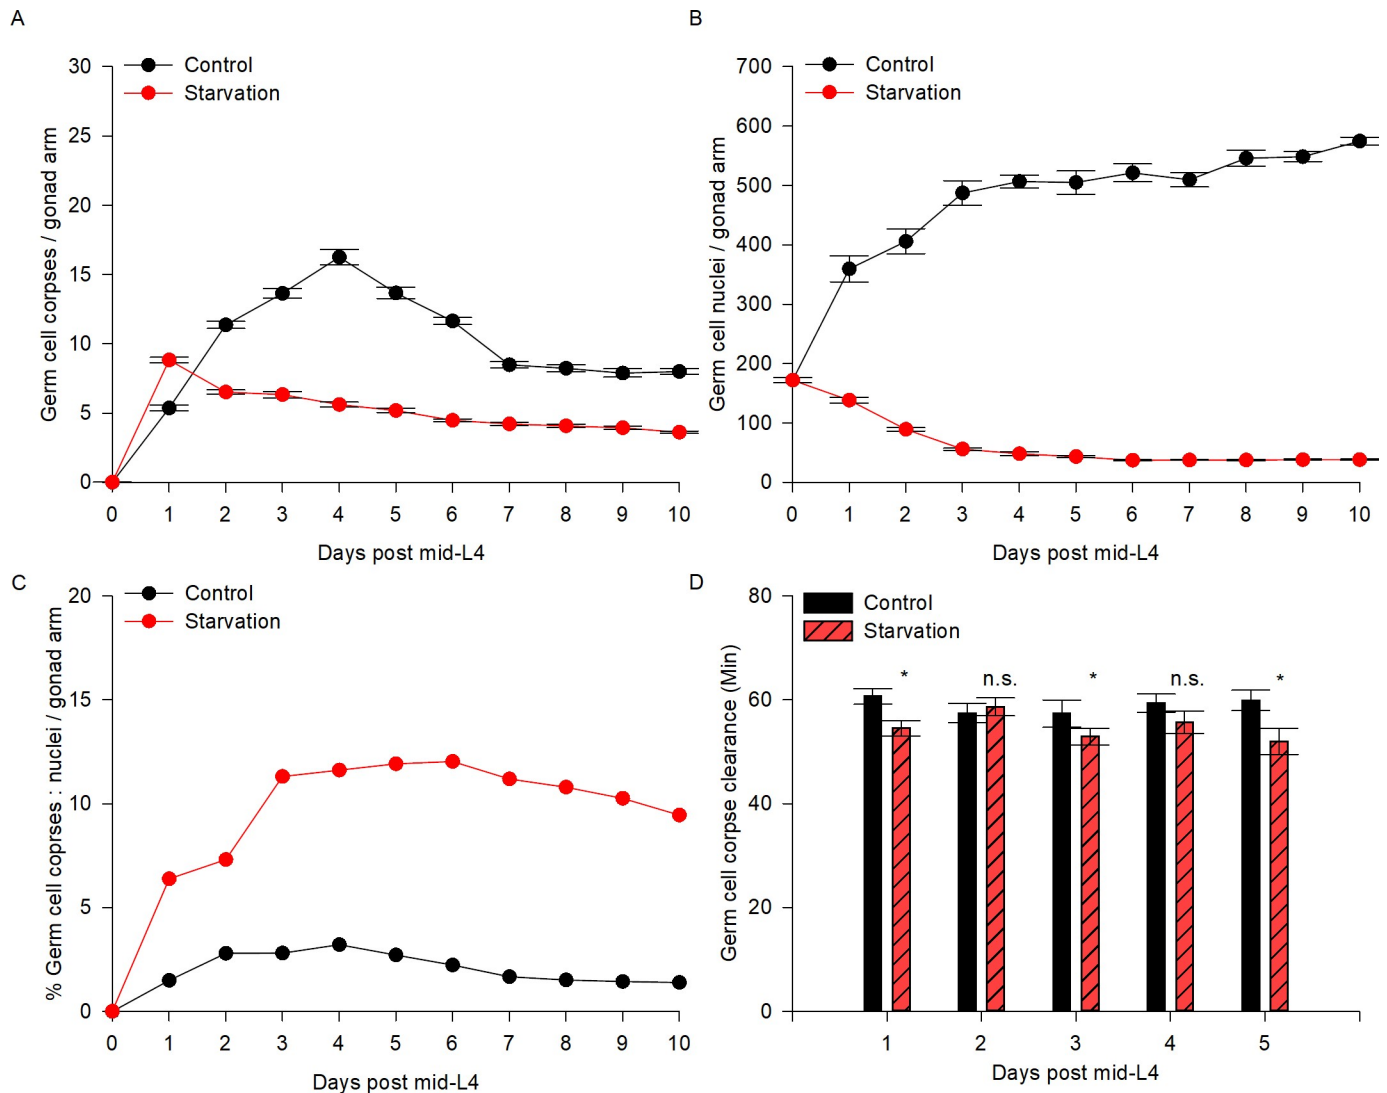 A
Control
Starvation
30
25
20
15
10
5
0
Germ cell corpses / gonad arm
0 1 2 3 4 5 6 7 8 9 10
Days post mid-L4
B
Control
Starvation
700
600
500
400
300
200
100
0
Germ cell nuclei / gonad arm
0 1 2 3 4 5 6 7 8 9 10
Days post mid-L4
C
Control
Starvation
20
15
10
5
0
% Germ cell coprses : nuclei / gonad arm
0 1 2 3 4 5 6 7 8 9 10
Days post mid-L4
D
Control
Starvation
80
60
40
20
0
Germ cell corpse clearance (Min)
* n.s. * n.s. *
1 2 3 4 5
Days post mid-L4